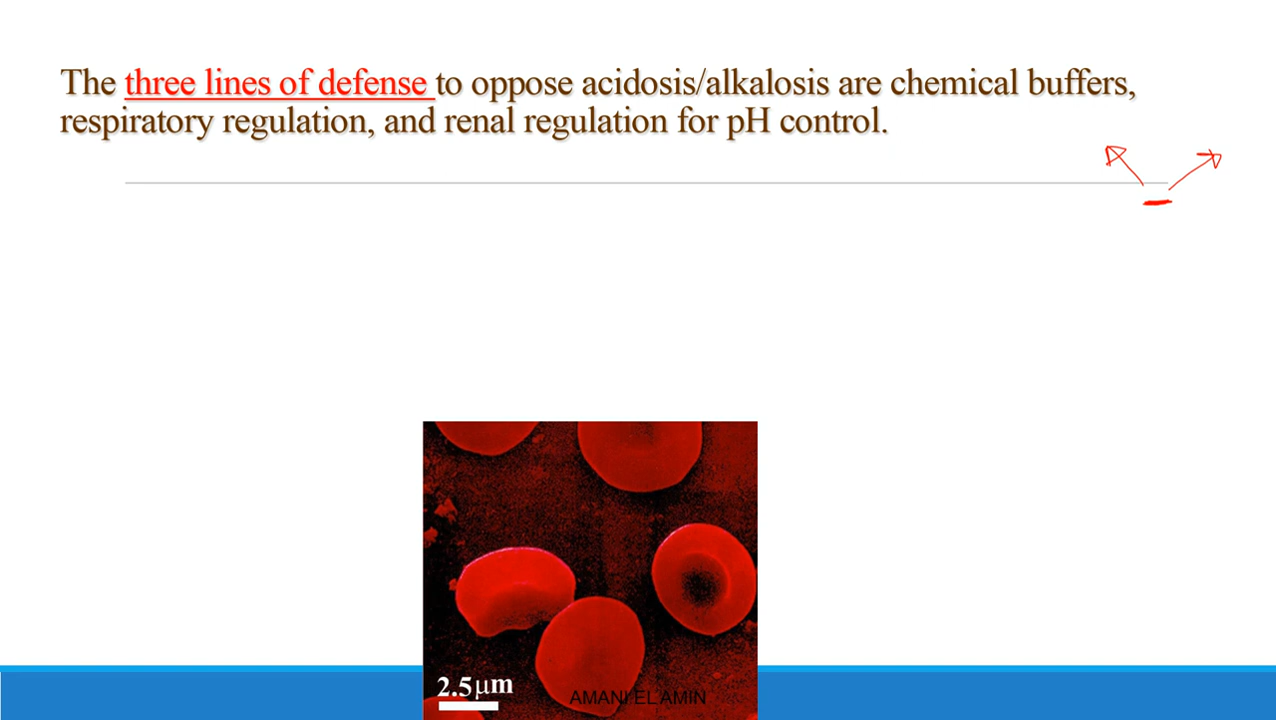 The three lines of defense to oppose acidosis/alkalosis are chemical buffers,
respiratory regulation, and renal regulation for pH control.
2.5μm
AMANI EL AMIN